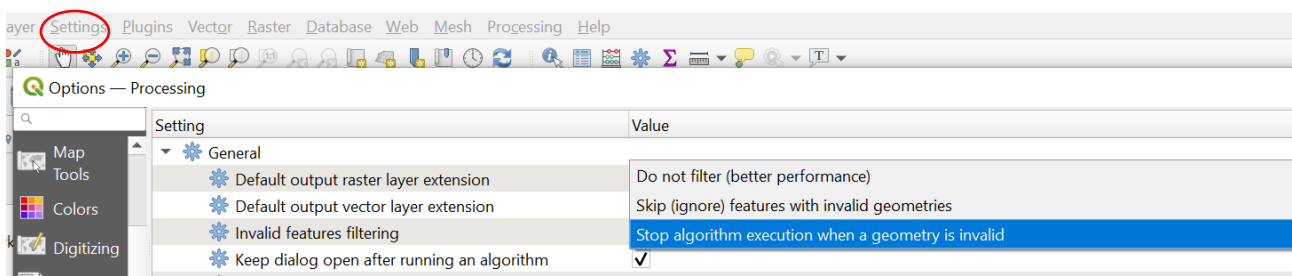 ayer Settings Plugins Vector Raster Database Web Mesh Processing Help
Options — Processing
Setting Value
Map
Tools
General
Default output raster layer extension
Do not filter (better performance)
Colors
Default output vector layer extension
Skip (ignore) features with invalid geometries
Digitizing
Invalid features filtering
Stop algorithm execution when a geometry is invalid
Keep dialog open after running an algorithm